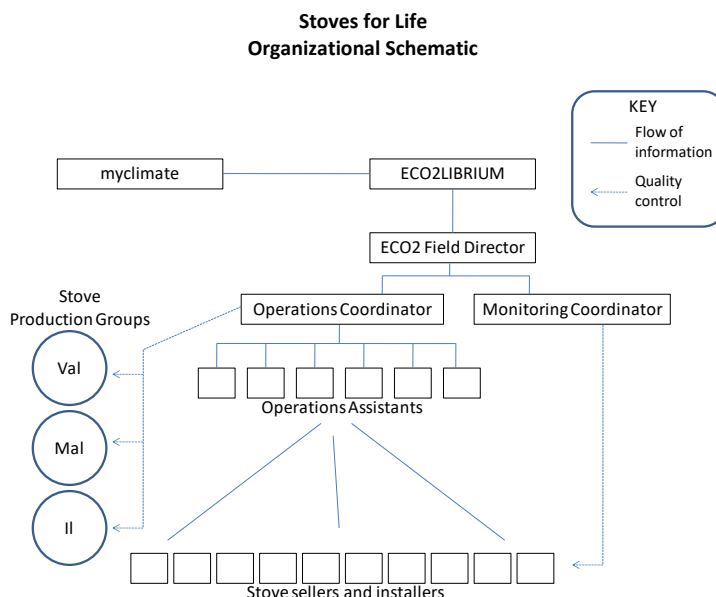 Stoves for Life
Organizational Schematic
KEY
Flow of
information
Quality
control
myclimate
ECO2LIBRIUM
ECO2 Field Director
Stove
Production Groups
Operations Coordinator
Monitoring Coordinator
Val
Operations Assistants
Mal
Il
Stove sellers and installers